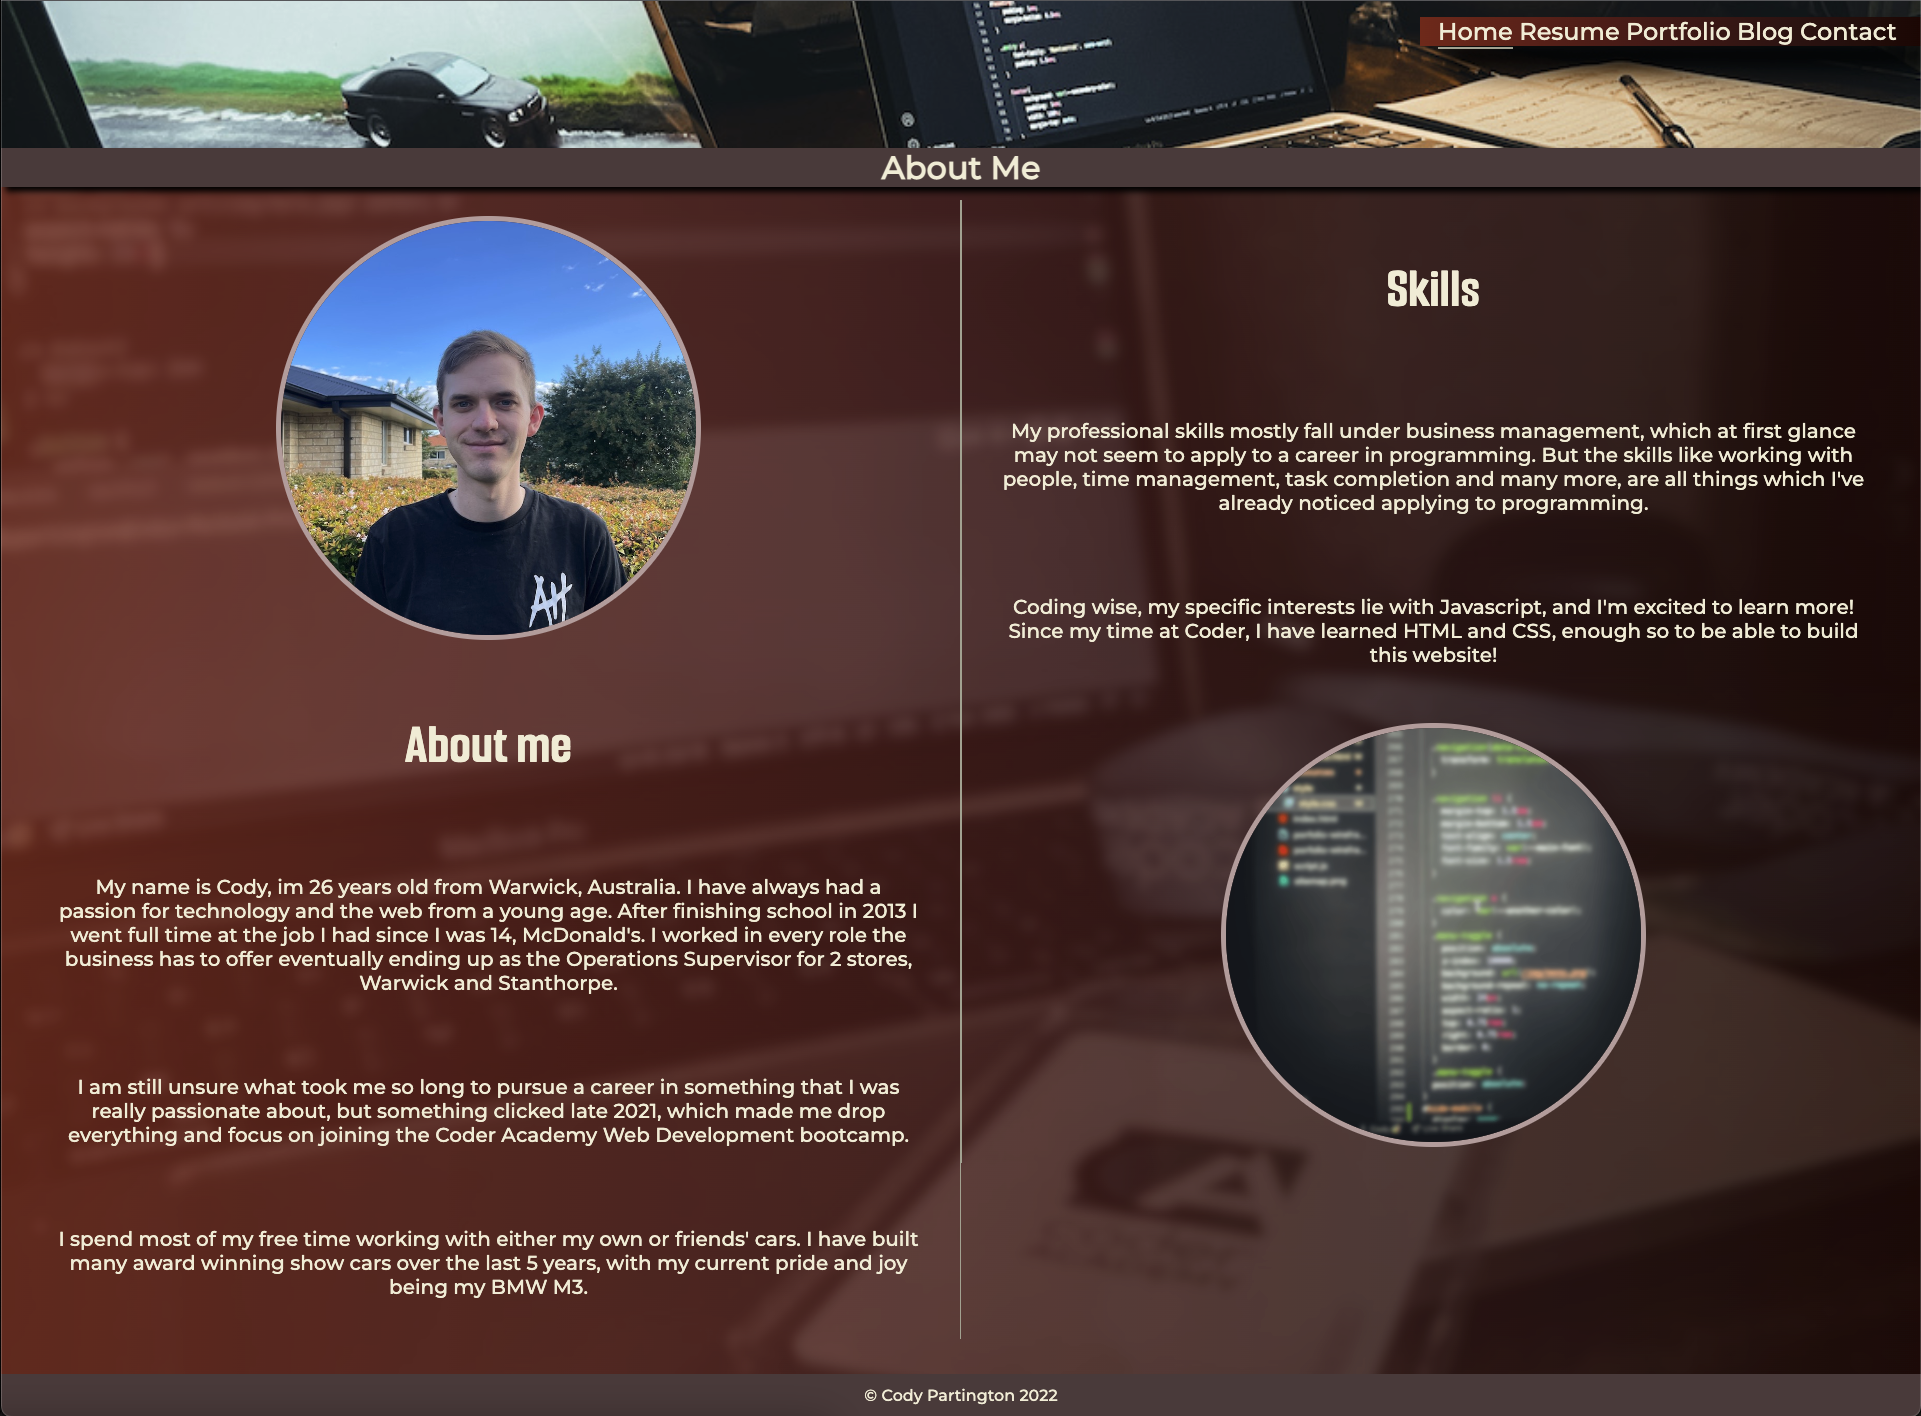 Home Resume Portfolio Blog Contact
About Me
About me
My name is Cody, im 26 years old from Warwick, Australia. I have always had a
passion for technology and the web from a young age. After finishing school in 2013 I
went full time at the job I had since I was 14, McDonald's. I worked in every role the
business has to offer eventually ending up as the Operations Supervisor for 2 stores,
Warwick and Stanthorpe.
I am still unsure what took me so long to pursue a career in something that I was
really passionate about, but something clicked late 2021, which made me drop
everything and focus on joining the Coder Academy Web Development bootcamp.
I spend most of my free time working with either my own or friends' cars. I have built
many award winning show cars over the last 5 years, with my current pride and joy
being my BMW M3.
Skills
My professional skills mostly fall under business management, which at first glance
may not seem to apply to a career in programming. But the skills like working with
people, time management, task completion and many more, are all things which I've
already noticed applying to programming.
Coding wise, my specific interests lie with Javascript, and I'm excited to learn more!
Since my time at Coder, I have learned HTML and CSS, enough so to be able to build
this website!
© Cody Partington 2022